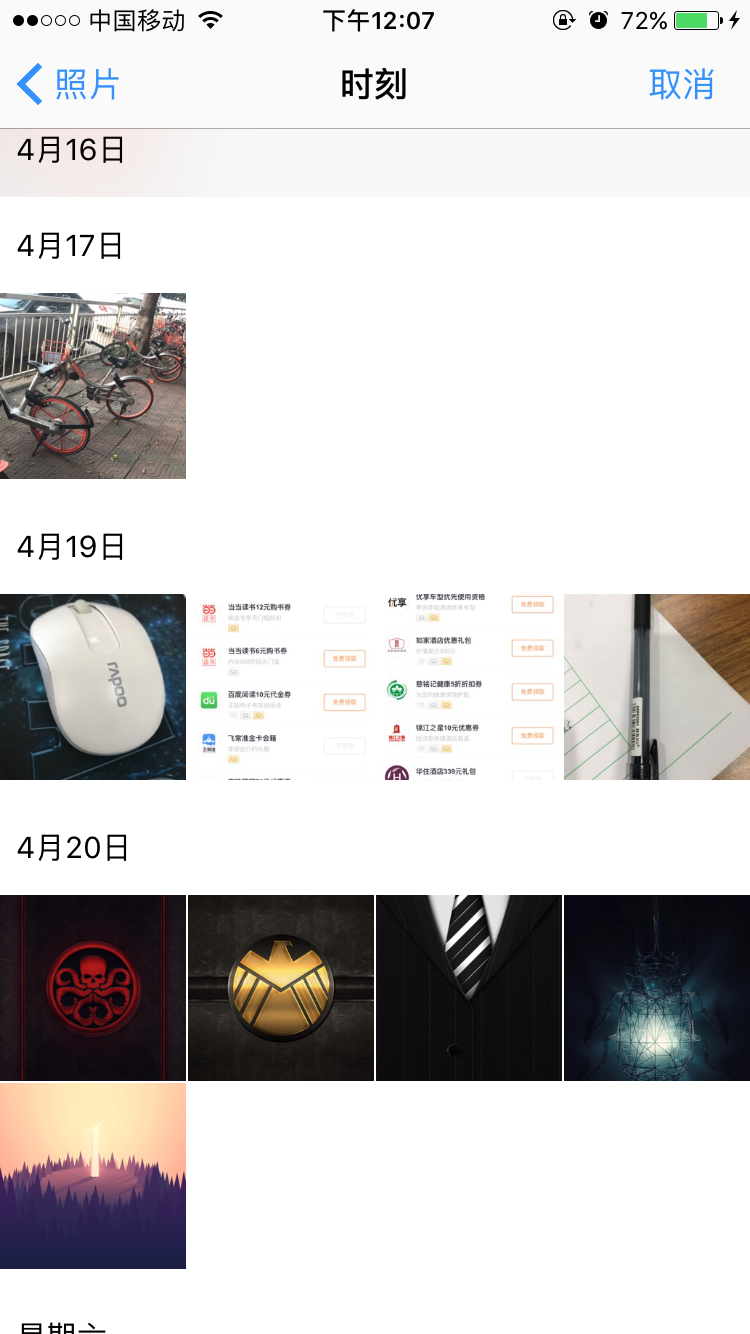 中国移动 下午12:07 72%
照片 时刻 取消
4月16日
4月17日
4月19日
rapoo
当当读书12元购书券
当当读书6元购书券
免费领取
百度阅读10元代金券
免费领取
飞常准金卡会籍
优享
优享车型优先使用资格
免费领取
如家酒店优惠礼包
免费领取
慈铭记健康5折折扣券
免费领取
锦江之星10元优惠券
免费领取
华住酒店339元礼包
4月20日
星期六